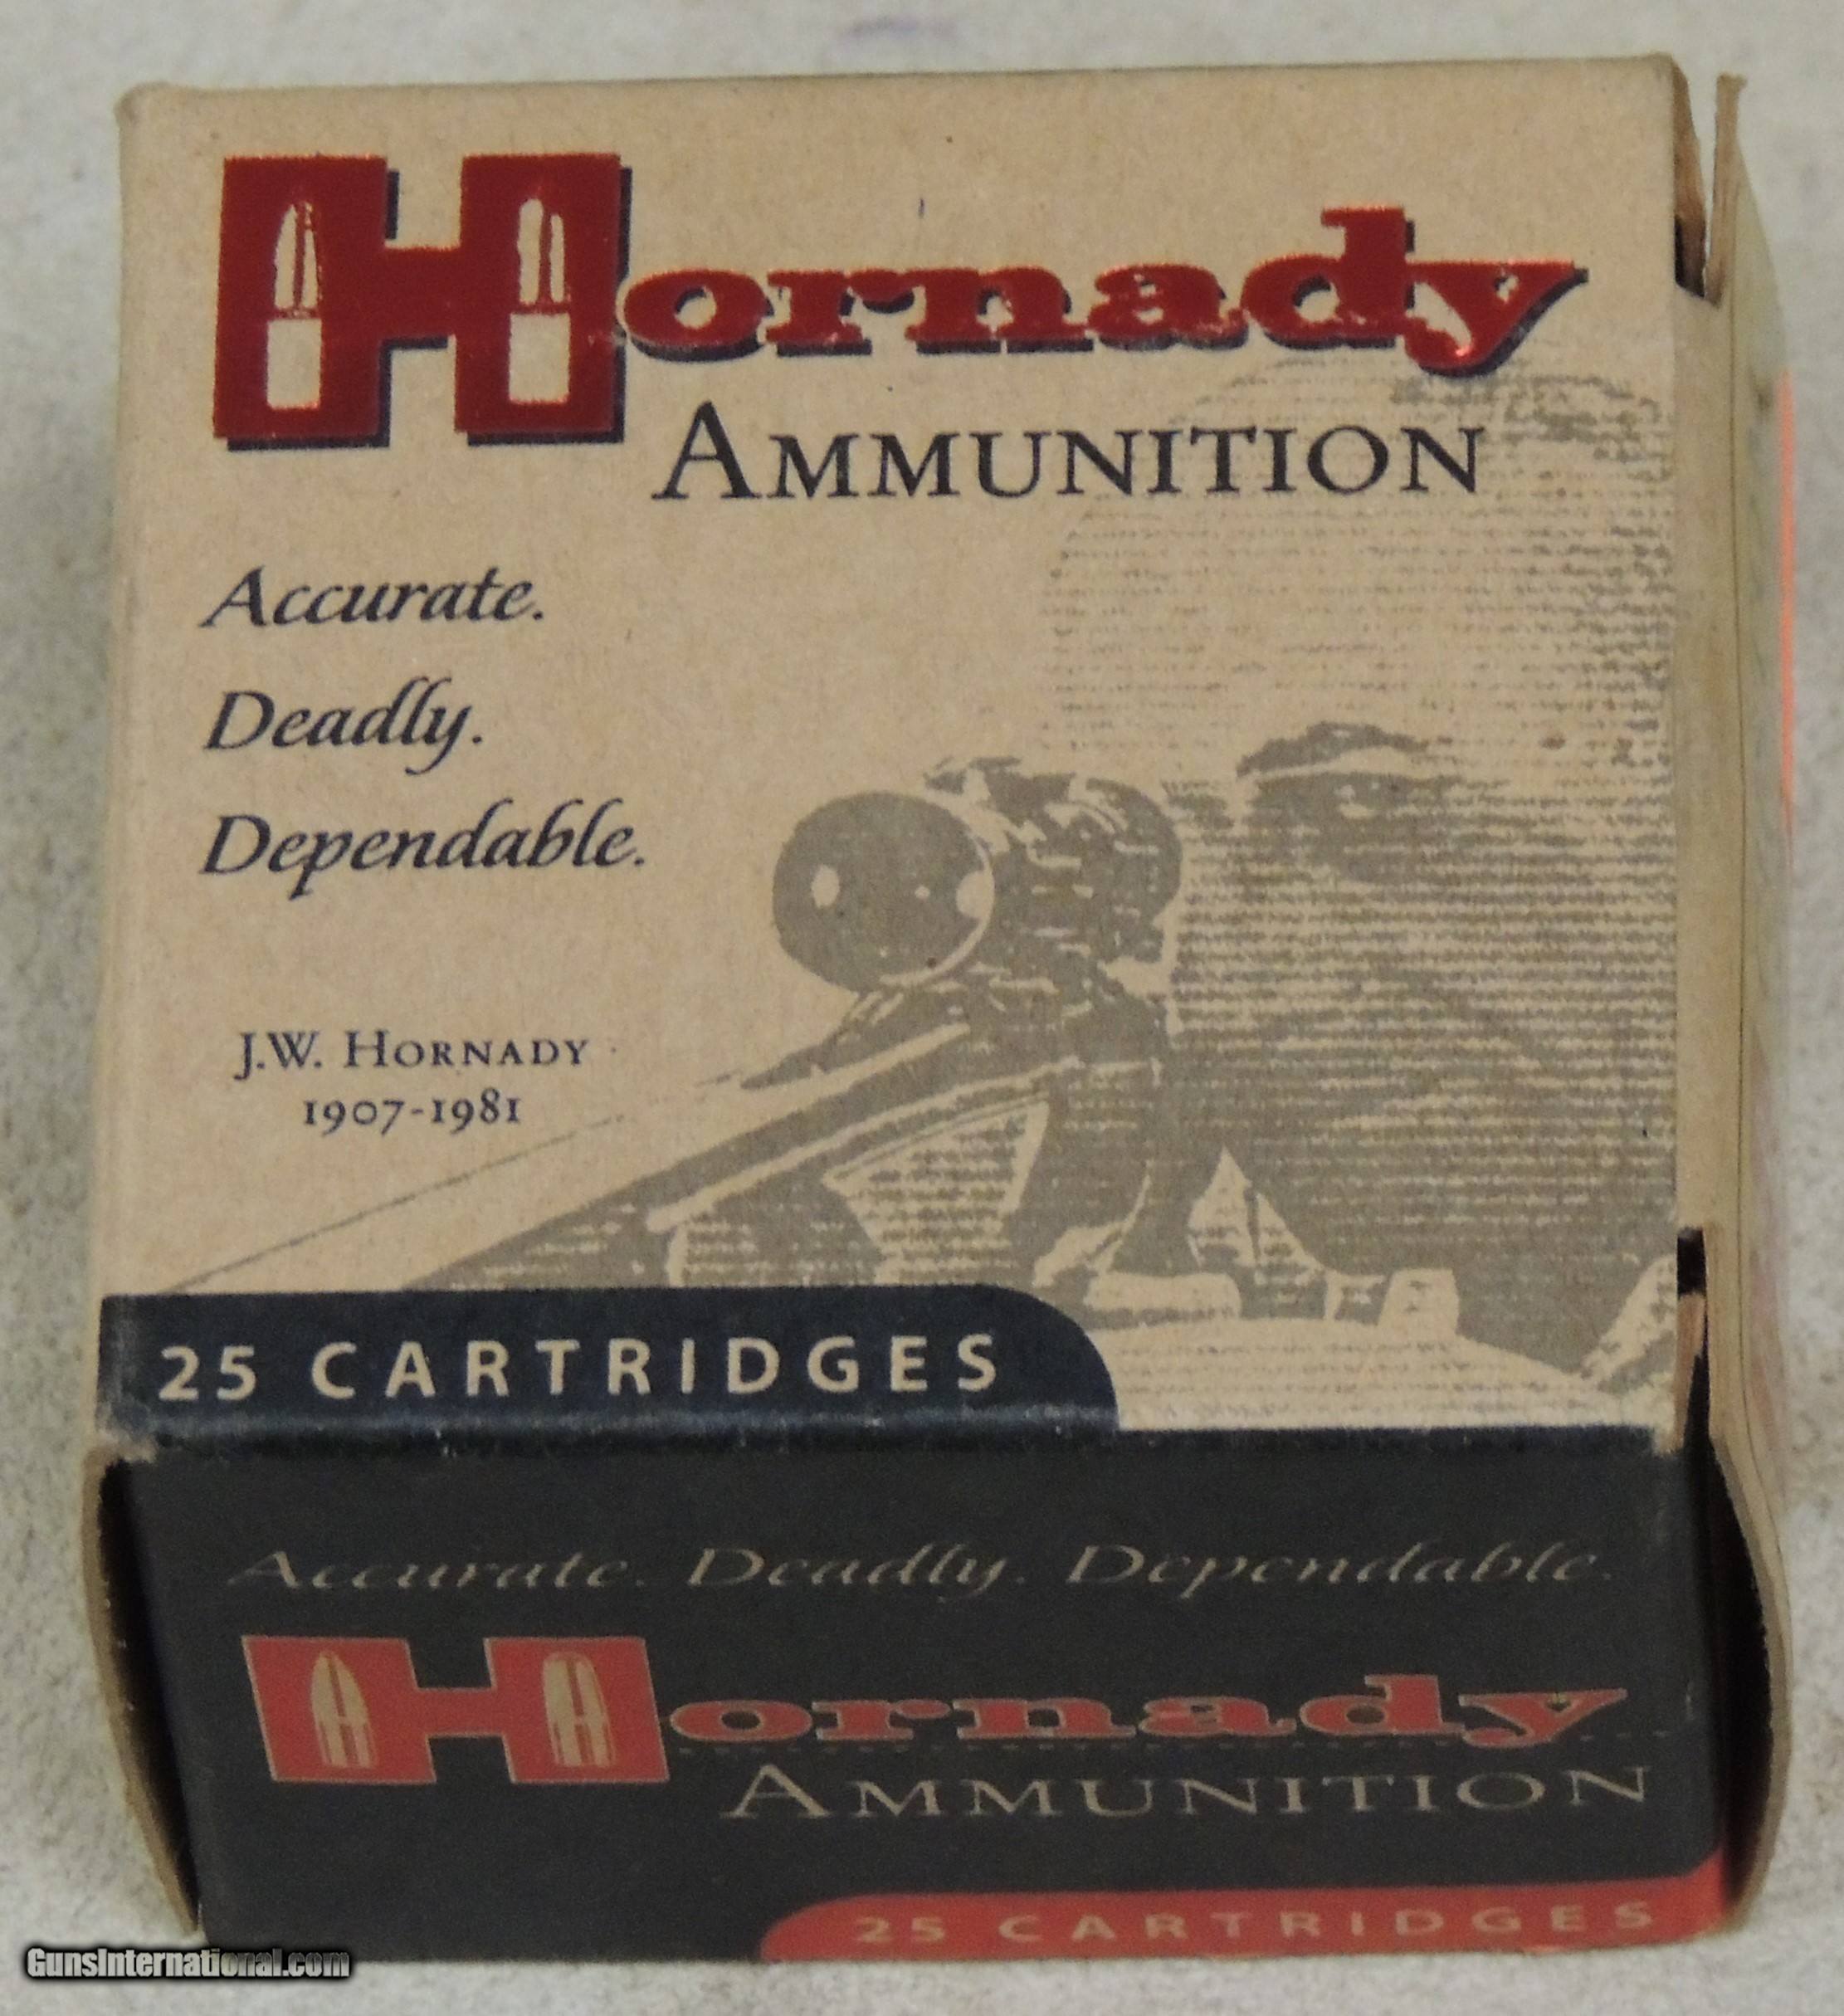 Hornady
AMMUNITION
Accurate.
Deadly.
Dependable.
J.W. HORNADY
1907-1981
25 CARTRIDGES
Accurate. Deadly. Dependable.
Hornady
AMMUNITION
25 CARTRIDGES
GunsInternational.com